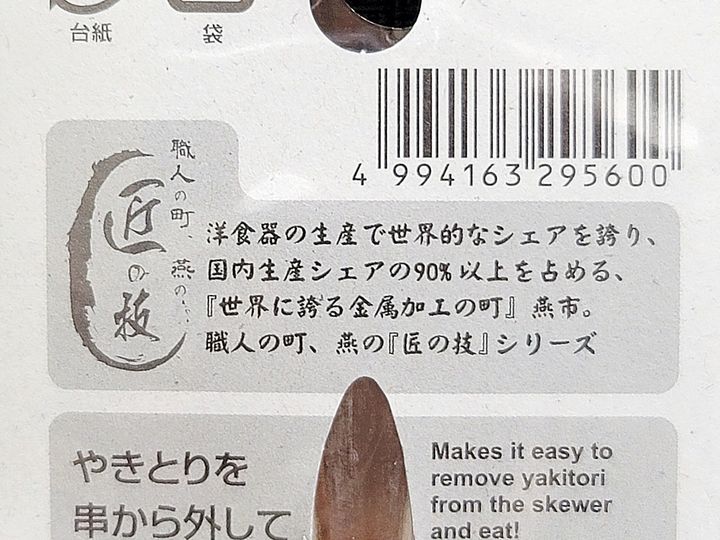 台紙
袋
4 994163 295600
職人の町、燕の
匠の技
洋食器の生産で世界的なシェアを誇り、
国内生産シェアの90%以上を占める、
『世界に誇る金属加工の町』燕市。
職人の町、燕の『匠の技』シリーズ
やきとりを
串から外して
Makes it easy to
remove yakitori
from the skewer
and eat!